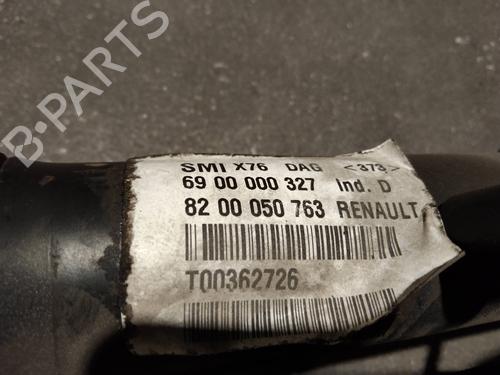 B-PARTS
SMI X76 DAG <373>
69 00 000 327 Ind. D
82 00 050 763 RENAULT
T00362726